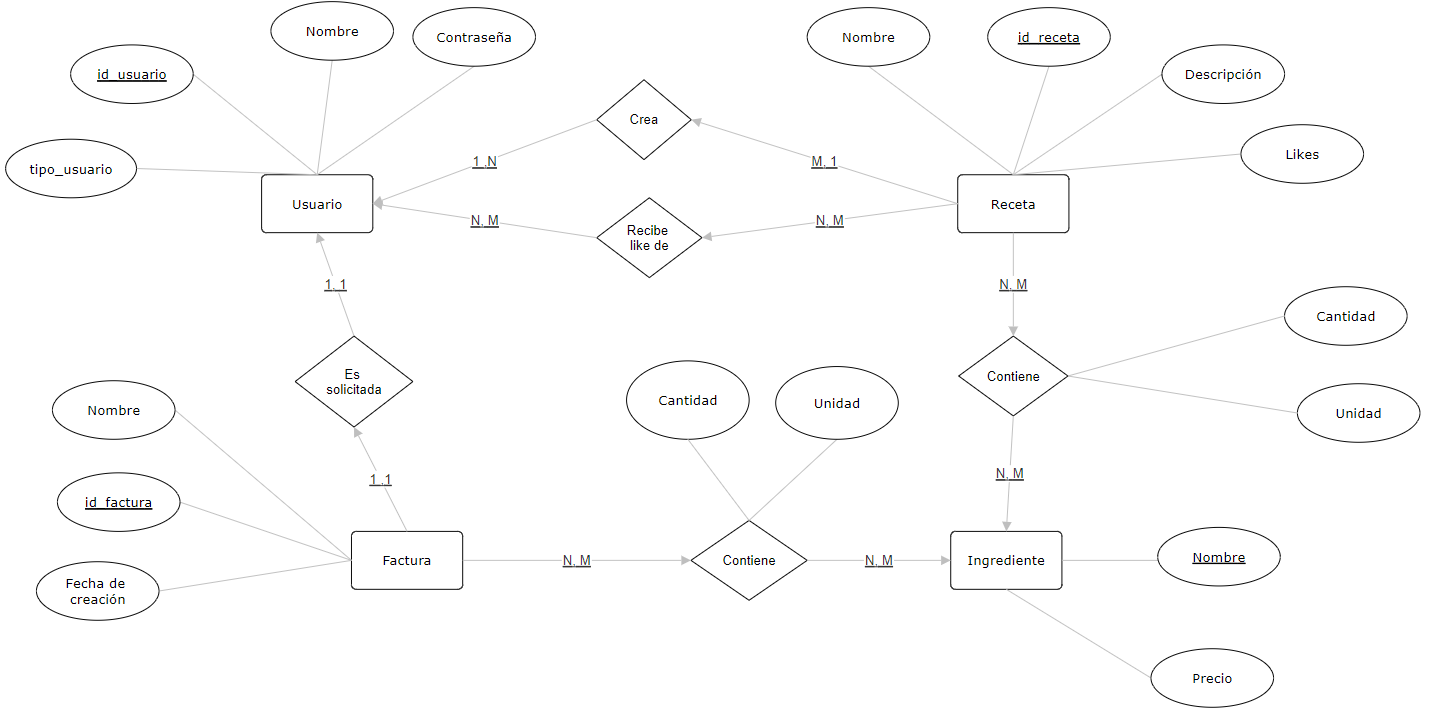 Nombre
Contraseña
id_usuario
tipo_usuario
Usuario
Nombre
id_receta
Descripción
Likes
Receta
Crea
1 ,N
M, 1
Recibe
like de
N, M
N, M
1, 1
Es
solicitada
1 ,1
N, M
Contiene
Cantidad
Unidad
N, M
Nombre
id_factura
Fecha de
creación
Factura
N, M
Cantidad
Unidad
Contiene
N, M
Ingrediente
Nombre
Precio